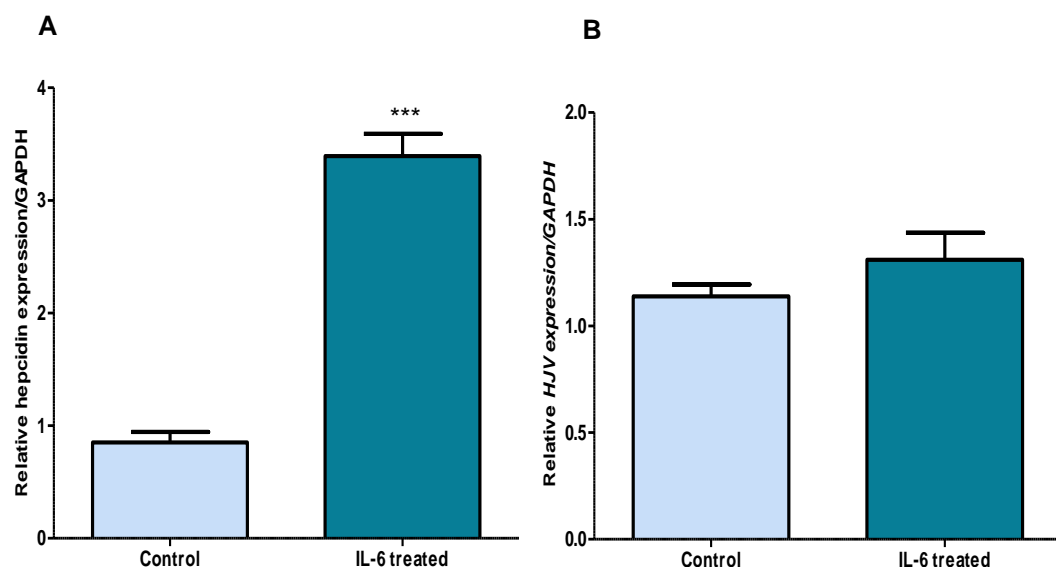 A
B
Relative hepcidin expression/GAPDH
4
3
2
1
0
***
Control
IL-6 treated
Relative HJV expression/GAPDH
2.0
1.5
1.0
0.5
0.0
Control
IL-6 treated